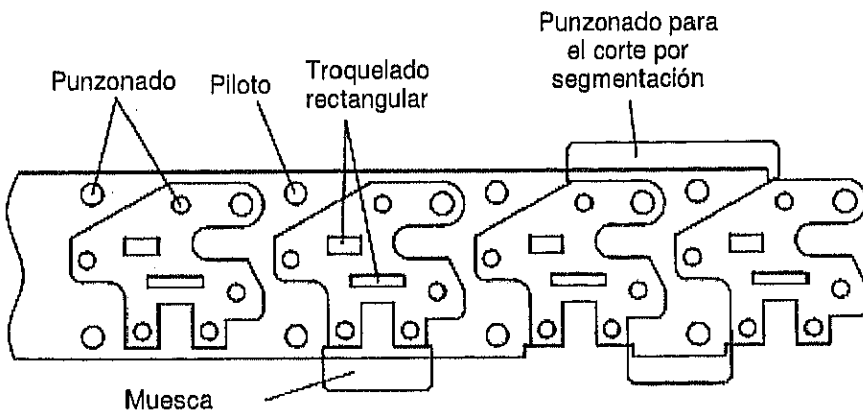 Punzonado
Piloto
Troquelado
rectangular
Punzonado para
el corte por
segmentación
Muesca